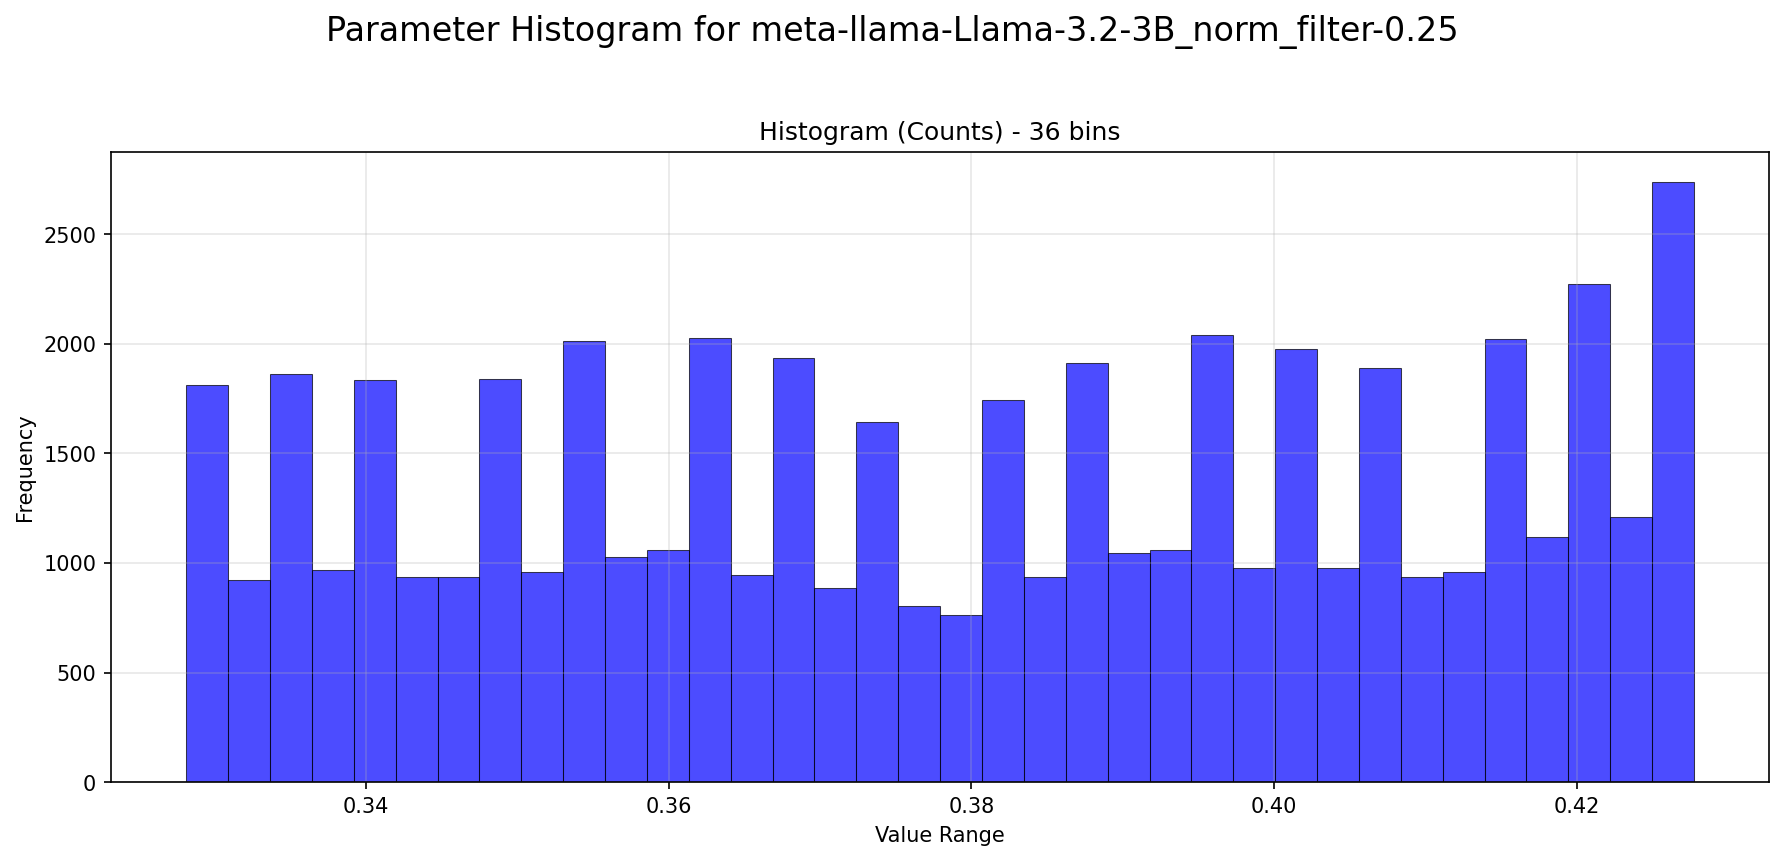 Parameter Histogram for meta-llama-Llama-3.2-3B_norm_filter-0.25
Histogram (Counts) - 36 bins
Frequency
2500
2000
1500
1000
500
0
0.34 0.36 0.38 0.40 0.42
Value Range